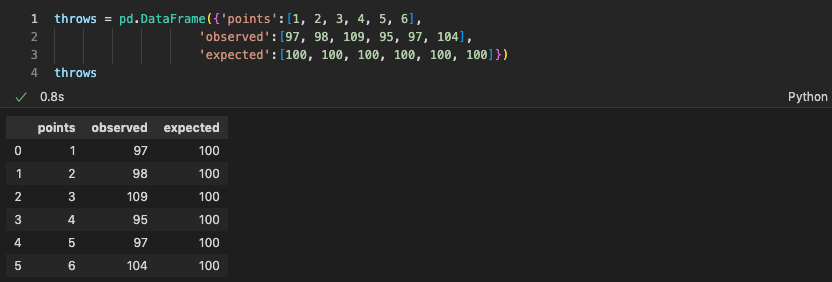 1 throws = pd.DataFrame({'points':[1, 2, 3, 4, 5, 6],
2 'observed':[97, 98, 109, 95, 97, 104],
3 'expected':[100, 100, 100, 100, 100, 100]})
4 throws
✓ 0.8s Python
points observed expected
0 1 97 100
1 2 98 100
2 3 109 100
3 4 95 100
4 5 97 100
5 6 104 100